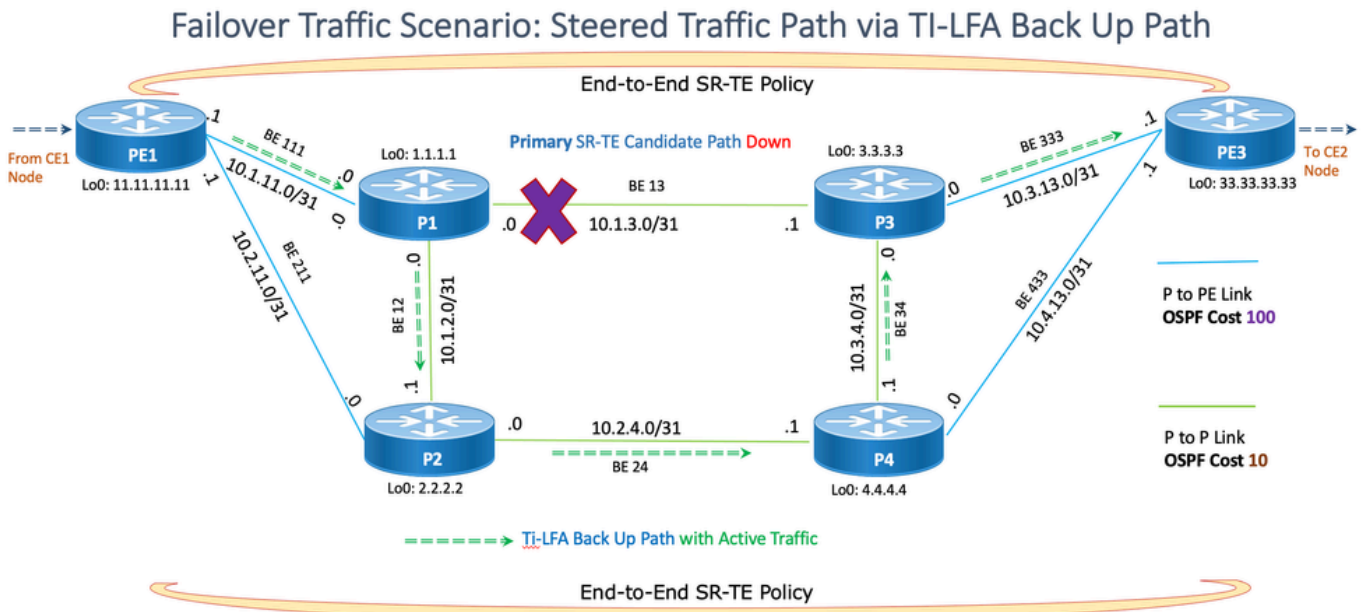 Failover Traffic Scenario: Steered Traffic Path via TI-LFA Back Up Path
End-to-End SR-TE Policy
From CE1
Node
PE1
Lo0: 11.11.11.11
.1
.1
BE 111
10.1.11.0/31
.0
.0
Lo0: 1.1.1.1
P1
Primary SR-TE Candidate Path Down
BE 13
.0
10.1.3.0/31
.1
Lo0: 3.3.3.3
P3
.0
BE 333
10.3.13.0/31
.1
.1
PE3
Lo0: 33.33.33.33
To CE2
Node
BE 211
10.2.11.0/31
.0
.0
BE 12
10.1.2.0/31
.1
.0
10.3.4.0/31
BE 34
.1
BE 433
10.4.13.0/31
.0
P to PE Link
OSPF Cost 100
P2
Lo0: 2.2.2.2
.0
10.2.4.0/31
.1
BE 24
P4
Lo0: 4.4.4.4
P to P Link
OSPF Cost 10
Ti-LFA Back Up Path with Active Traffic
End-to-End SR-TE Policy